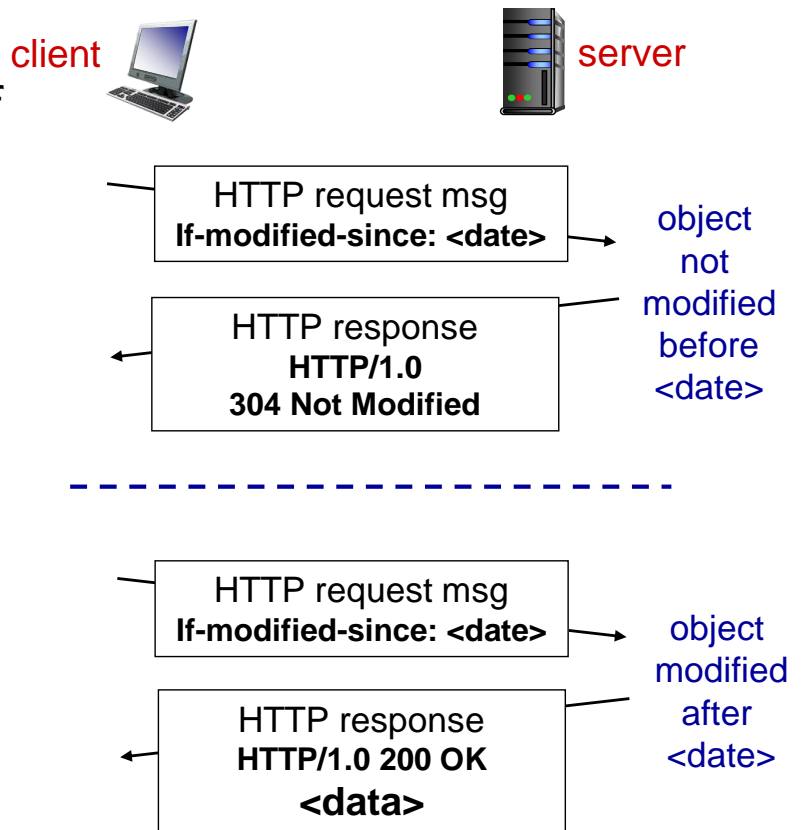 client
server
HTTP request msg
If-modified-since: <date>
object
not
modified
before
<date>
HTTP response
HTTP/1.0
304 Not Modified
HTTP request msg
If-modified-since: <date>
object
modified
after
<date>
HTTP response
HTTP/1.0 200 OK
<data>